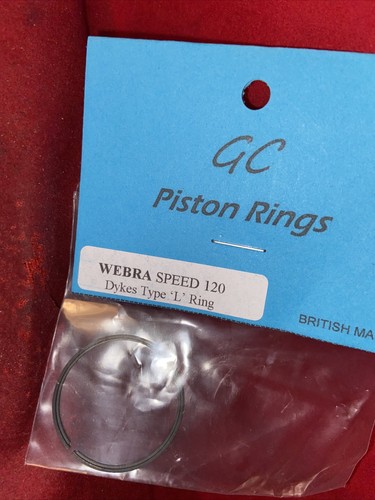 GC
Piston Rings
WEBRA SPEED 120
Dykes Type 'L' Ring
BRITISH MA